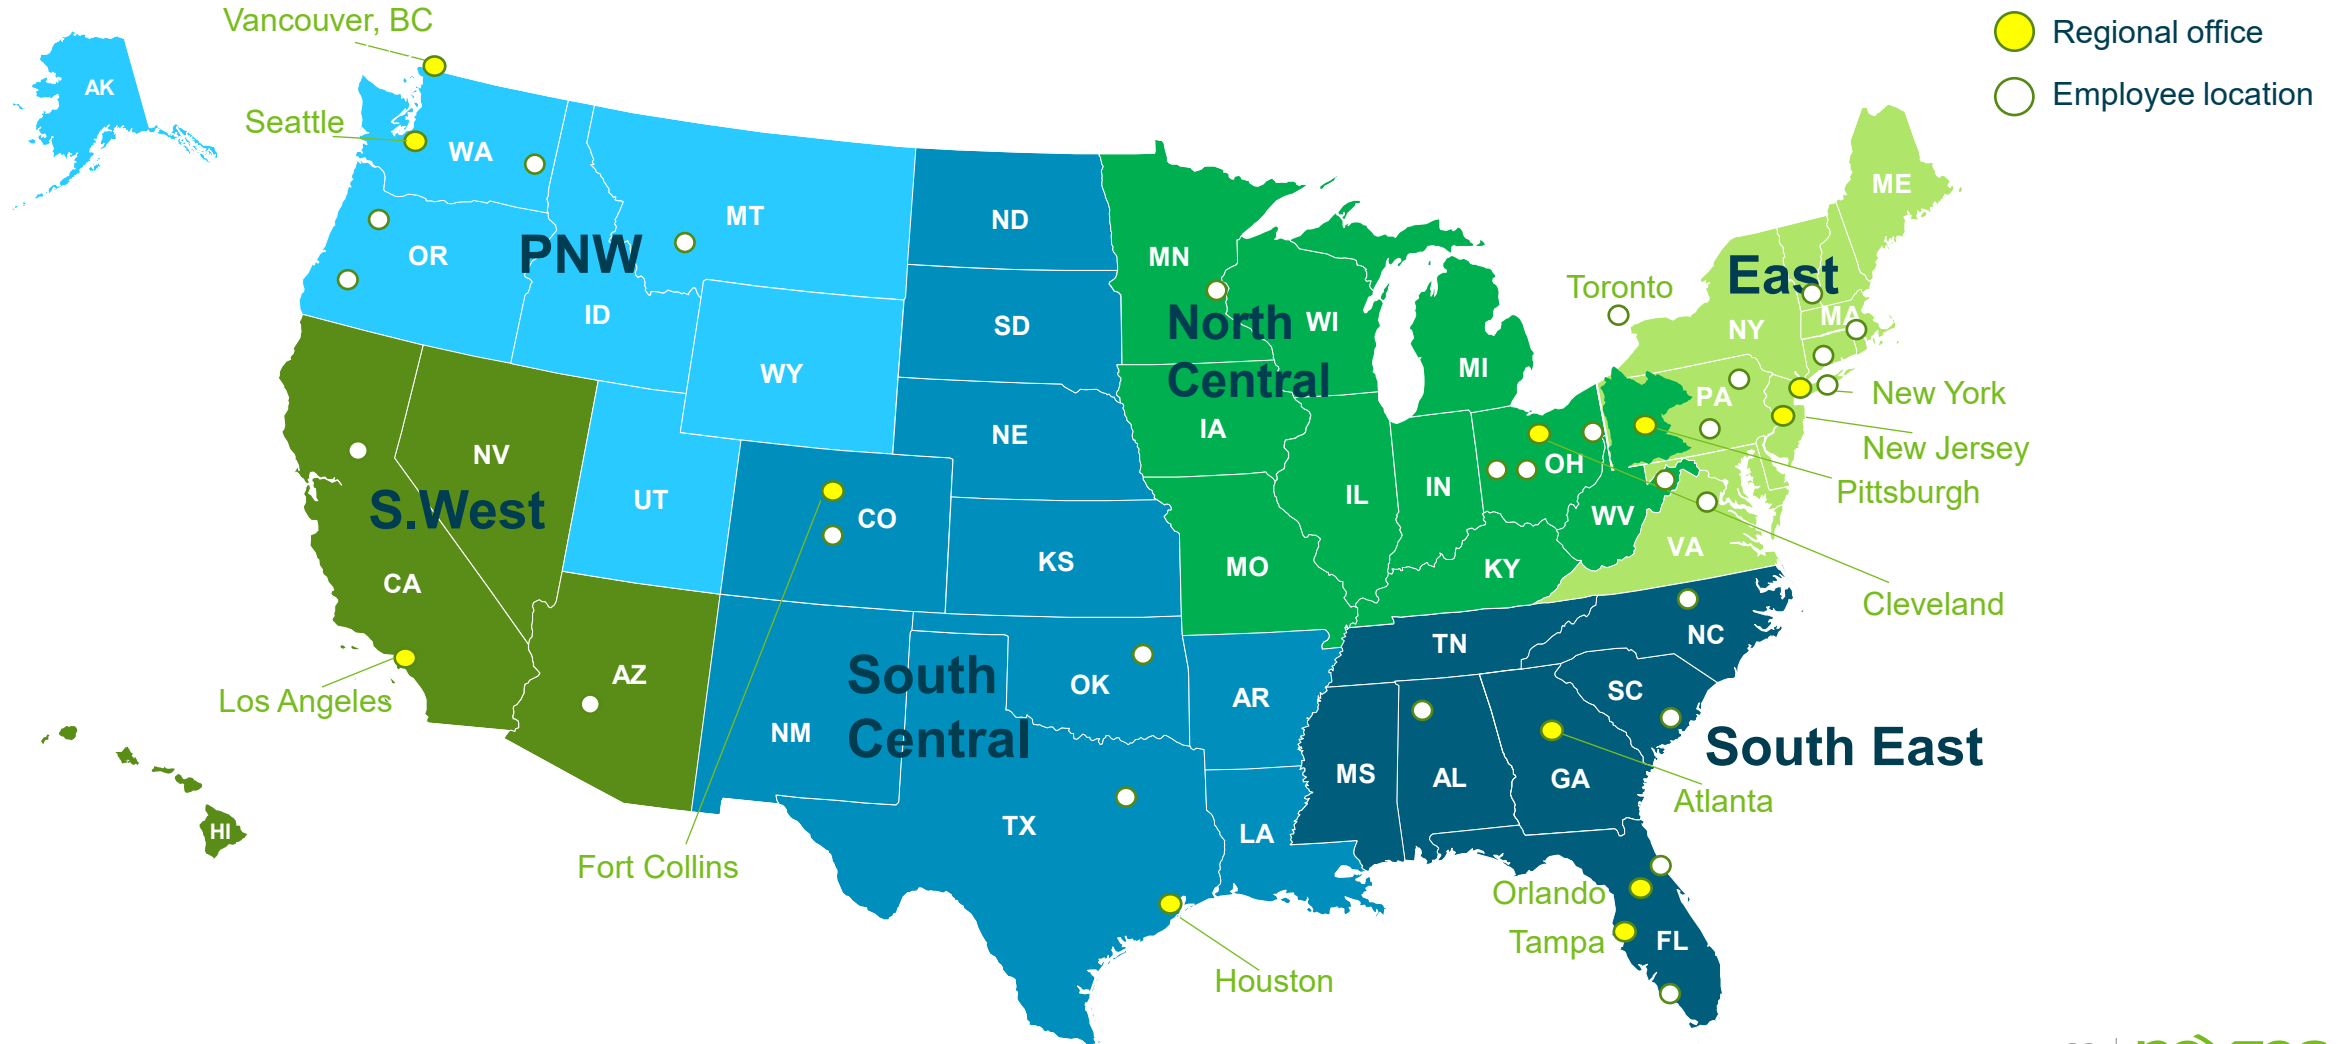 Vancouver, BC
Regional office
Employee location
AK
Seattle
WA
ME
MT
ND
OR
PNW
MN
East
Toronto
ID
SD
North
Central
WI
MA
NY
WY
MI
PA
New York
NE
IA
New Jersey
NV
UT
S.West
CO
IL
IN
OH
Pittsburgh
WV
VA
KS
MO
KY
CA
Cleveland
TN
NC
AZ
South
Central
OK
AR
SC
Los Angeles
NM
South East
MS
AL
GA
Atlanta
HI
TX
LA
Fort Collins
Orlando
Tampa
FL
Houston